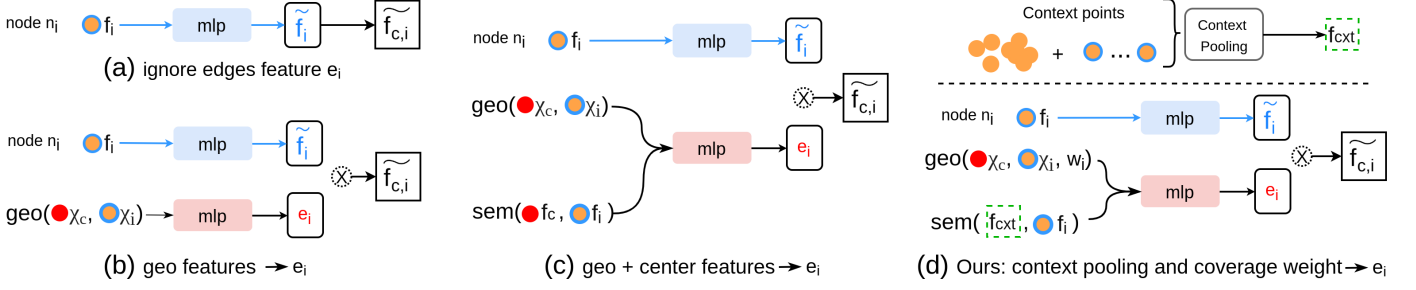 node nᵢ fᵢ mlp f̃ᵢ f̃c,i
(a) ignore edges feature eᵢ
node nᵢ fᵢ mlp f̃ᵢ
⊗ f̃c,i
geo(χc, χᵢ) mlp eᵢ
(b) geo features → eᵢ
node nᵢ fᵢ mlp f̃ᵢ
geo(χc, χᵢ)
⊗ f̃c,i
mlp eᵢ
sem(fc, fᵢ)
(c) geo + center features → eᵢ
Context points
+ ...
Context
Pooling
fcxt
node nᵢ fᵢ mlp f̃ᵢ
geo(χc, χᵢ, wᵢ)
⊗ f̃c,i
mlp eᵢ
sem( fcxt, fᵢ )
(d) Ours: context pooling and coverage weight → eᵢ